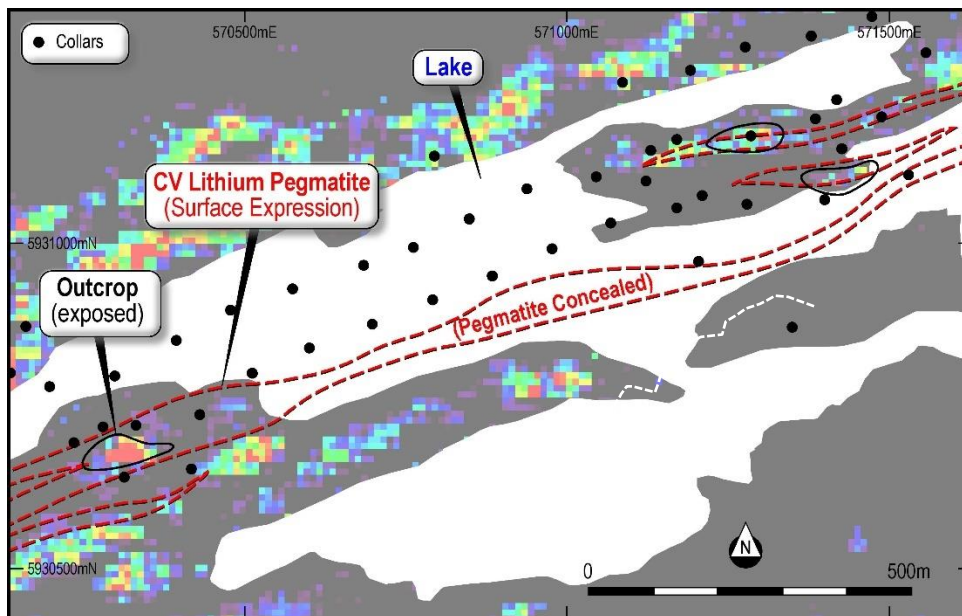 Collars
570500mE
571000mE
571500mE
Lake
CV Lithium Pegmatite
(Surface Expression)
5931000mN
Outcrop
(exposed)
(Pegmatite Concealed)
N
5930500mN
0
500m